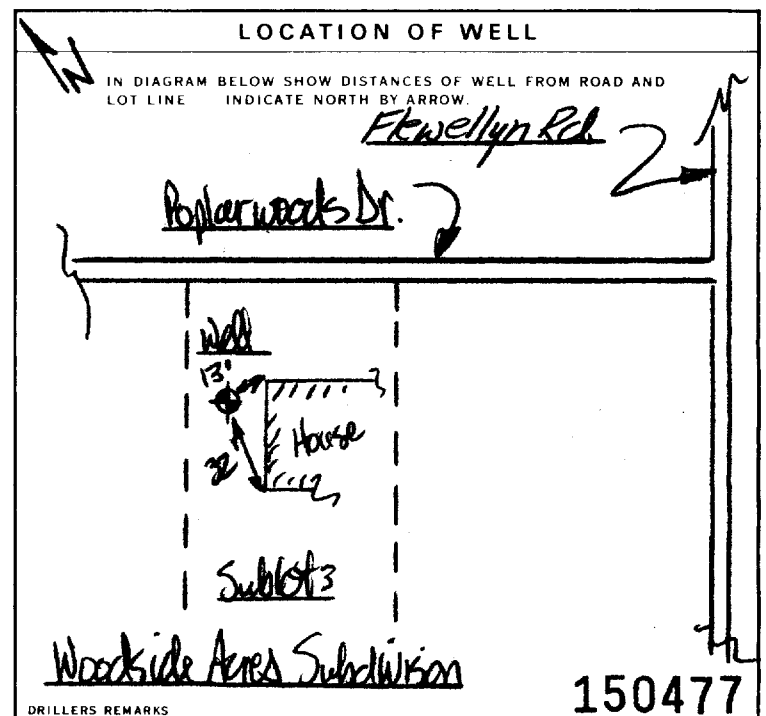 LOCATION OF WELL
N
IN DIAGRAM BELOW SHOW DISTANCES OF WELL FROM ROAD AND
LOT LINE INDICATE NORTH BY ARROW.
Flewellyn Rd.
Poplarwoods Dr.
Well
13'
House
32'
Sublot 3
Woodside Acres Subdivision
150477
DRILLERS REMARKS